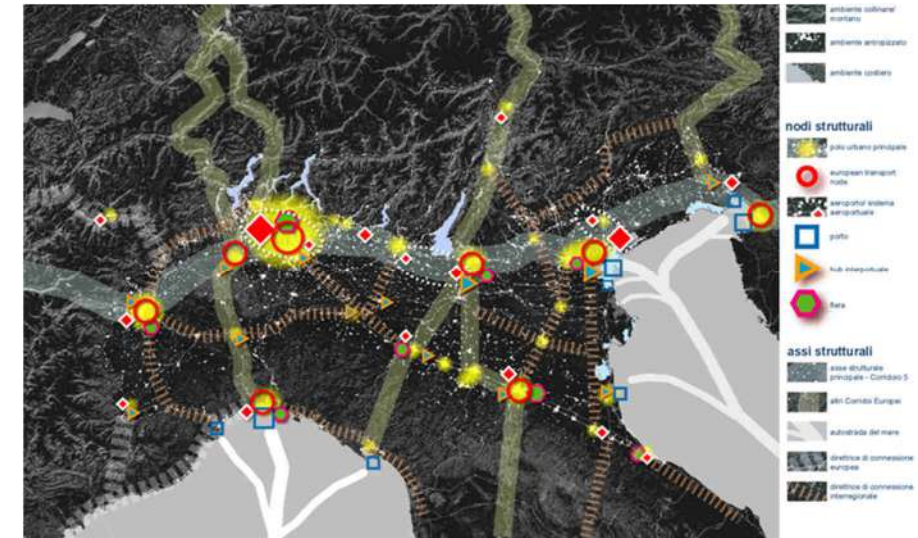 ambiente collinare/
montano
ambiente antropizzato
ambiente costiero
nodi strutturali
polo urbano principale
european transport
node
aeroporto/ sistema
aeroportuale
porto
hub interportuale
fiera
assi strutturali
asse strutturale
principale - Corridoio 5
altri Corridoi Europei
autostrada del mare
direttrice di connessione
europea
direttrice di connessione
interregionale